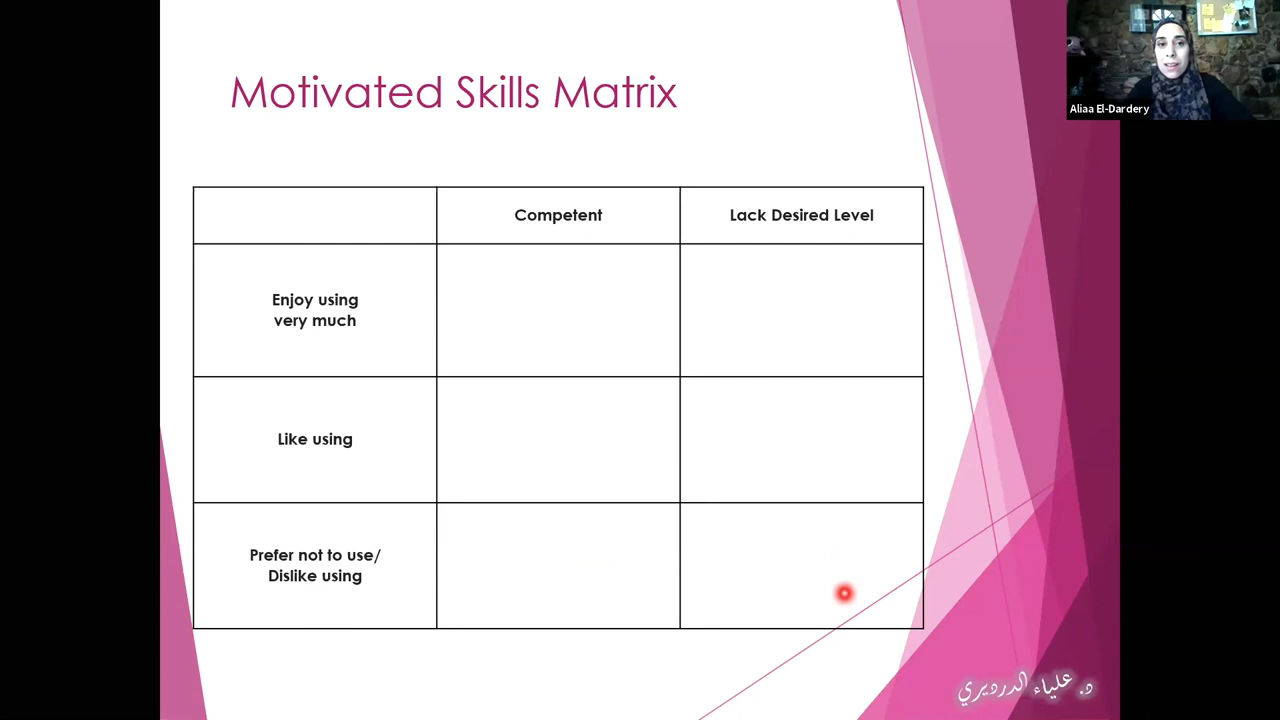 Motivated Skills Matrix
Aliaa El-Dardery
Competent
Lack Desired Level
Enjoy using
very much
Like using
Prefer not to use/
Dislike using
د. علياء الدرديري